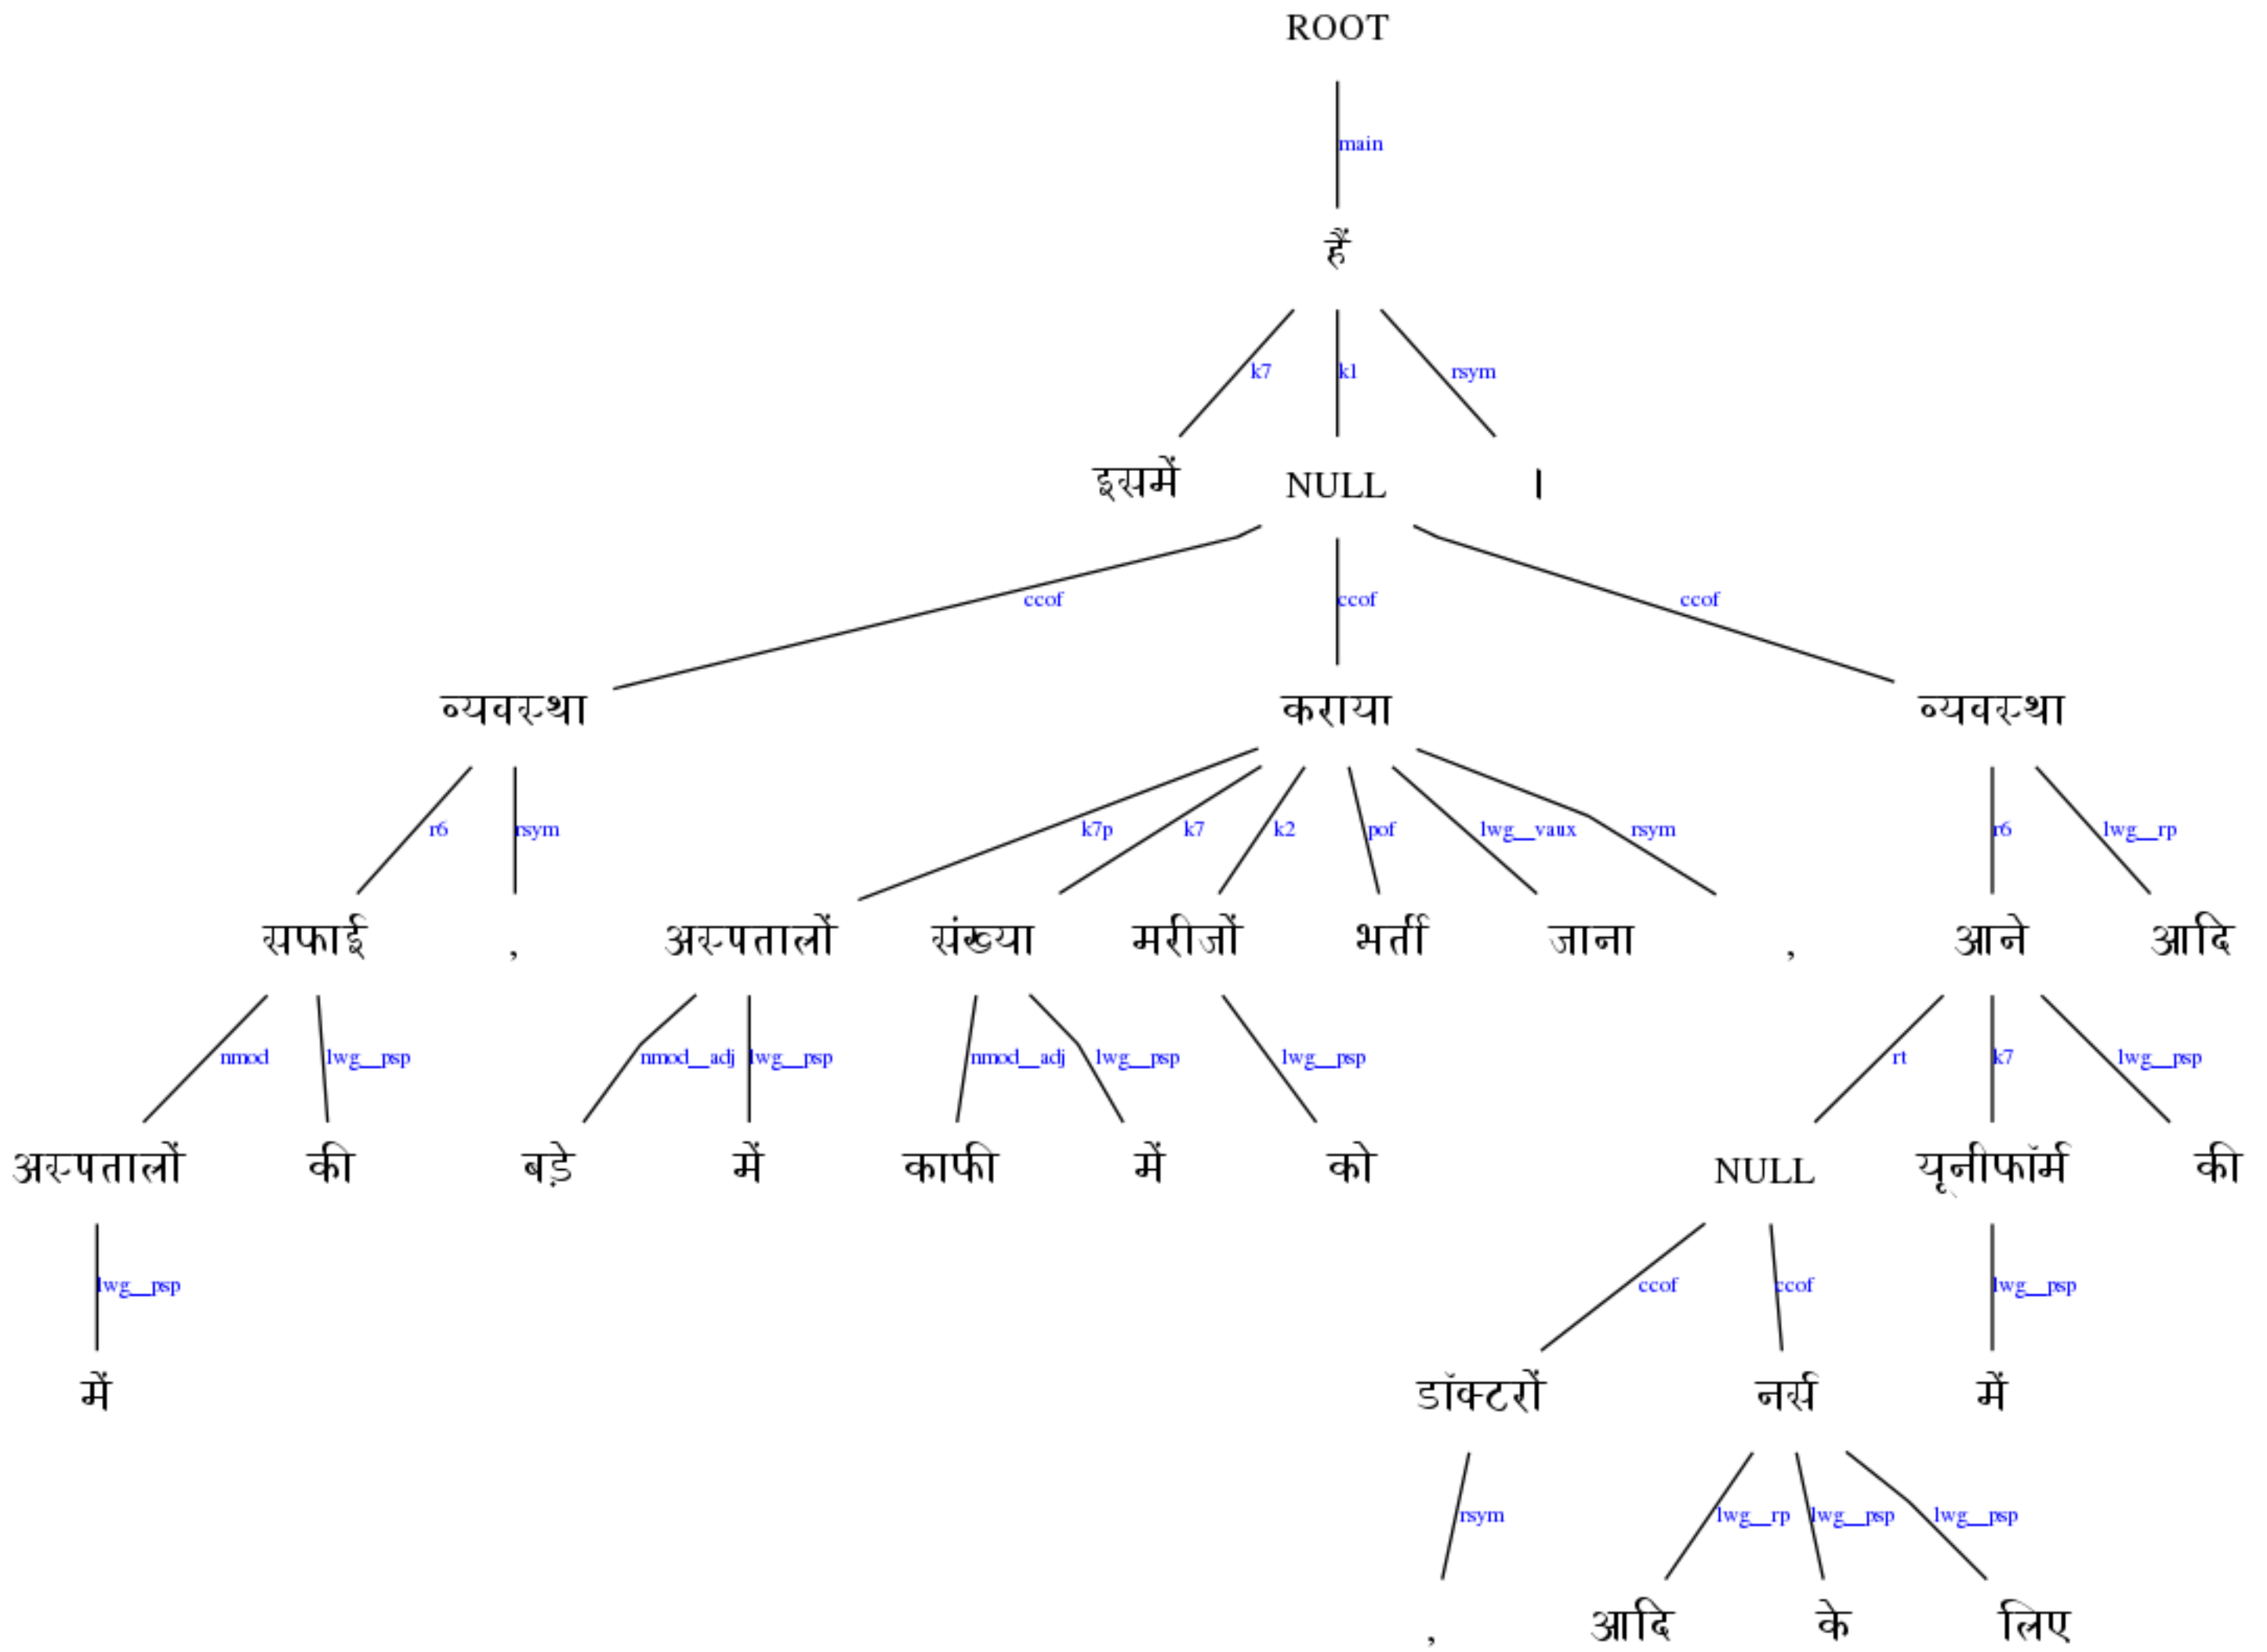 ROOT
main
हैं
k7 k1 rsym
इसमें NULL ।
ccof ccof ccof
व्यवस्था कराया व्यवस्था
r6 rsym k7p k7 k2 pof lwg__vaux rsym r6 lwg__rp
सफाई , अस्पतालों संख्या मरीजों भर्ती जाना , आने आदि
nmod lwg__psp nmod__adj lwg__psp nmod__adj lwg__psp lwg__psp rt k7 lwg__psp
अस्पतालों की बड़े में काफी में को NULL यूनीफॉर्म की
lwg__psp ccof ccof lwg__psp
में डॉक्टरों नर्स में
rsym lwg__rp lwg__psp lwg__psp
, आदि के लिए